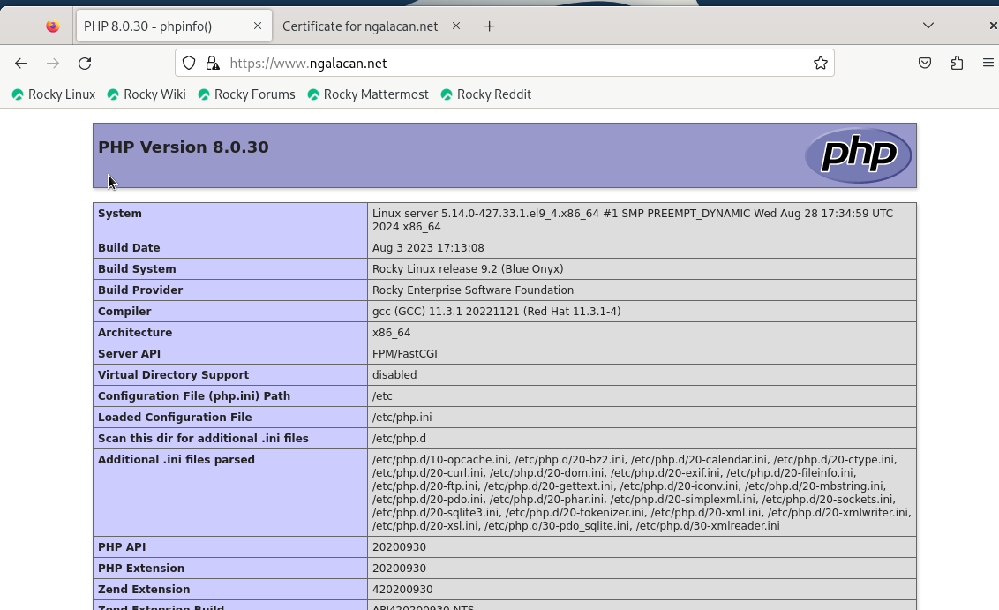 PHP 8.0.30 - phpinfo()
Certificate for ngalacan.net
https://www.ngalacan.net
Rocky Linux
Rocky Wiki
Rocky Forums
Rocky Mattermost
Rocky Reddit
PHP Version 8.0.30
php
System
Linux server 5.14.0-427.33.1.el9_4.x86_64 #1 SMP PREEMPT_DYNAMIC Wed Aug 28 17:34:59 UTC
2024 x86_64
Build Date
Aug 3 2023 17:13:08
Build System
Rocky Linux release 9.2 (Blue Onyx)
Build Provider
Rocky Enterprise Software Foundation
Compiler
gcc (GCC) 11.3.1 20221121 (Red Hat 11.3.1-4)
Architecture
x86_64
Server API
FPM/FastCGI
Virtual Directory Support
disabled
Configuration File (php.ini) Path
/etc
Loaded Configuration File
/etc/php.ini
Scan this dir for additional .ini files
/etc/php.d
Additional .ini files parsed
/etc/php.d/10-opcache.ini, /etc/php.d/20-bz2.ini, /etc/php.d/20-calendar.ini, /etc/php.d/20-ctype.ini,
/etc/php.d/20-curl.ini, /etc/php.d/20-dom.ini, /etc/php.d/20-exif.ini, /etc/php.d/20-fileinfo.ini,
/etc/php.d/20-ftp.ini, /etc/php.d/20-gettext.ini, /etc/php.d/20-iconv.ini, /etc/php.d/20-mbstring.ini,
/etc/php.d/20-pdo.ini, /etc/php.d/20-phar.ini, /etc/php.d/20-simplexml.ini, /etc/php.d/20-sockets.ini,
/etc/php.d/20-sqlite3.ini, /etc/php.d/20-tokenizer.ini, /etc/php.d/20-xml.ini, /etc/php.d/20-xmlwriter.ini,
/etc/php.d/20-xsl.ini, /etc/php.d/30-pdo_sqlite.ini, /etc/php.d/30-xmlreader.ini
PHP API
20200930
PHP Extension
20200930
Zend Extension
420200930
Zend Extension Build
API420200930,NTS